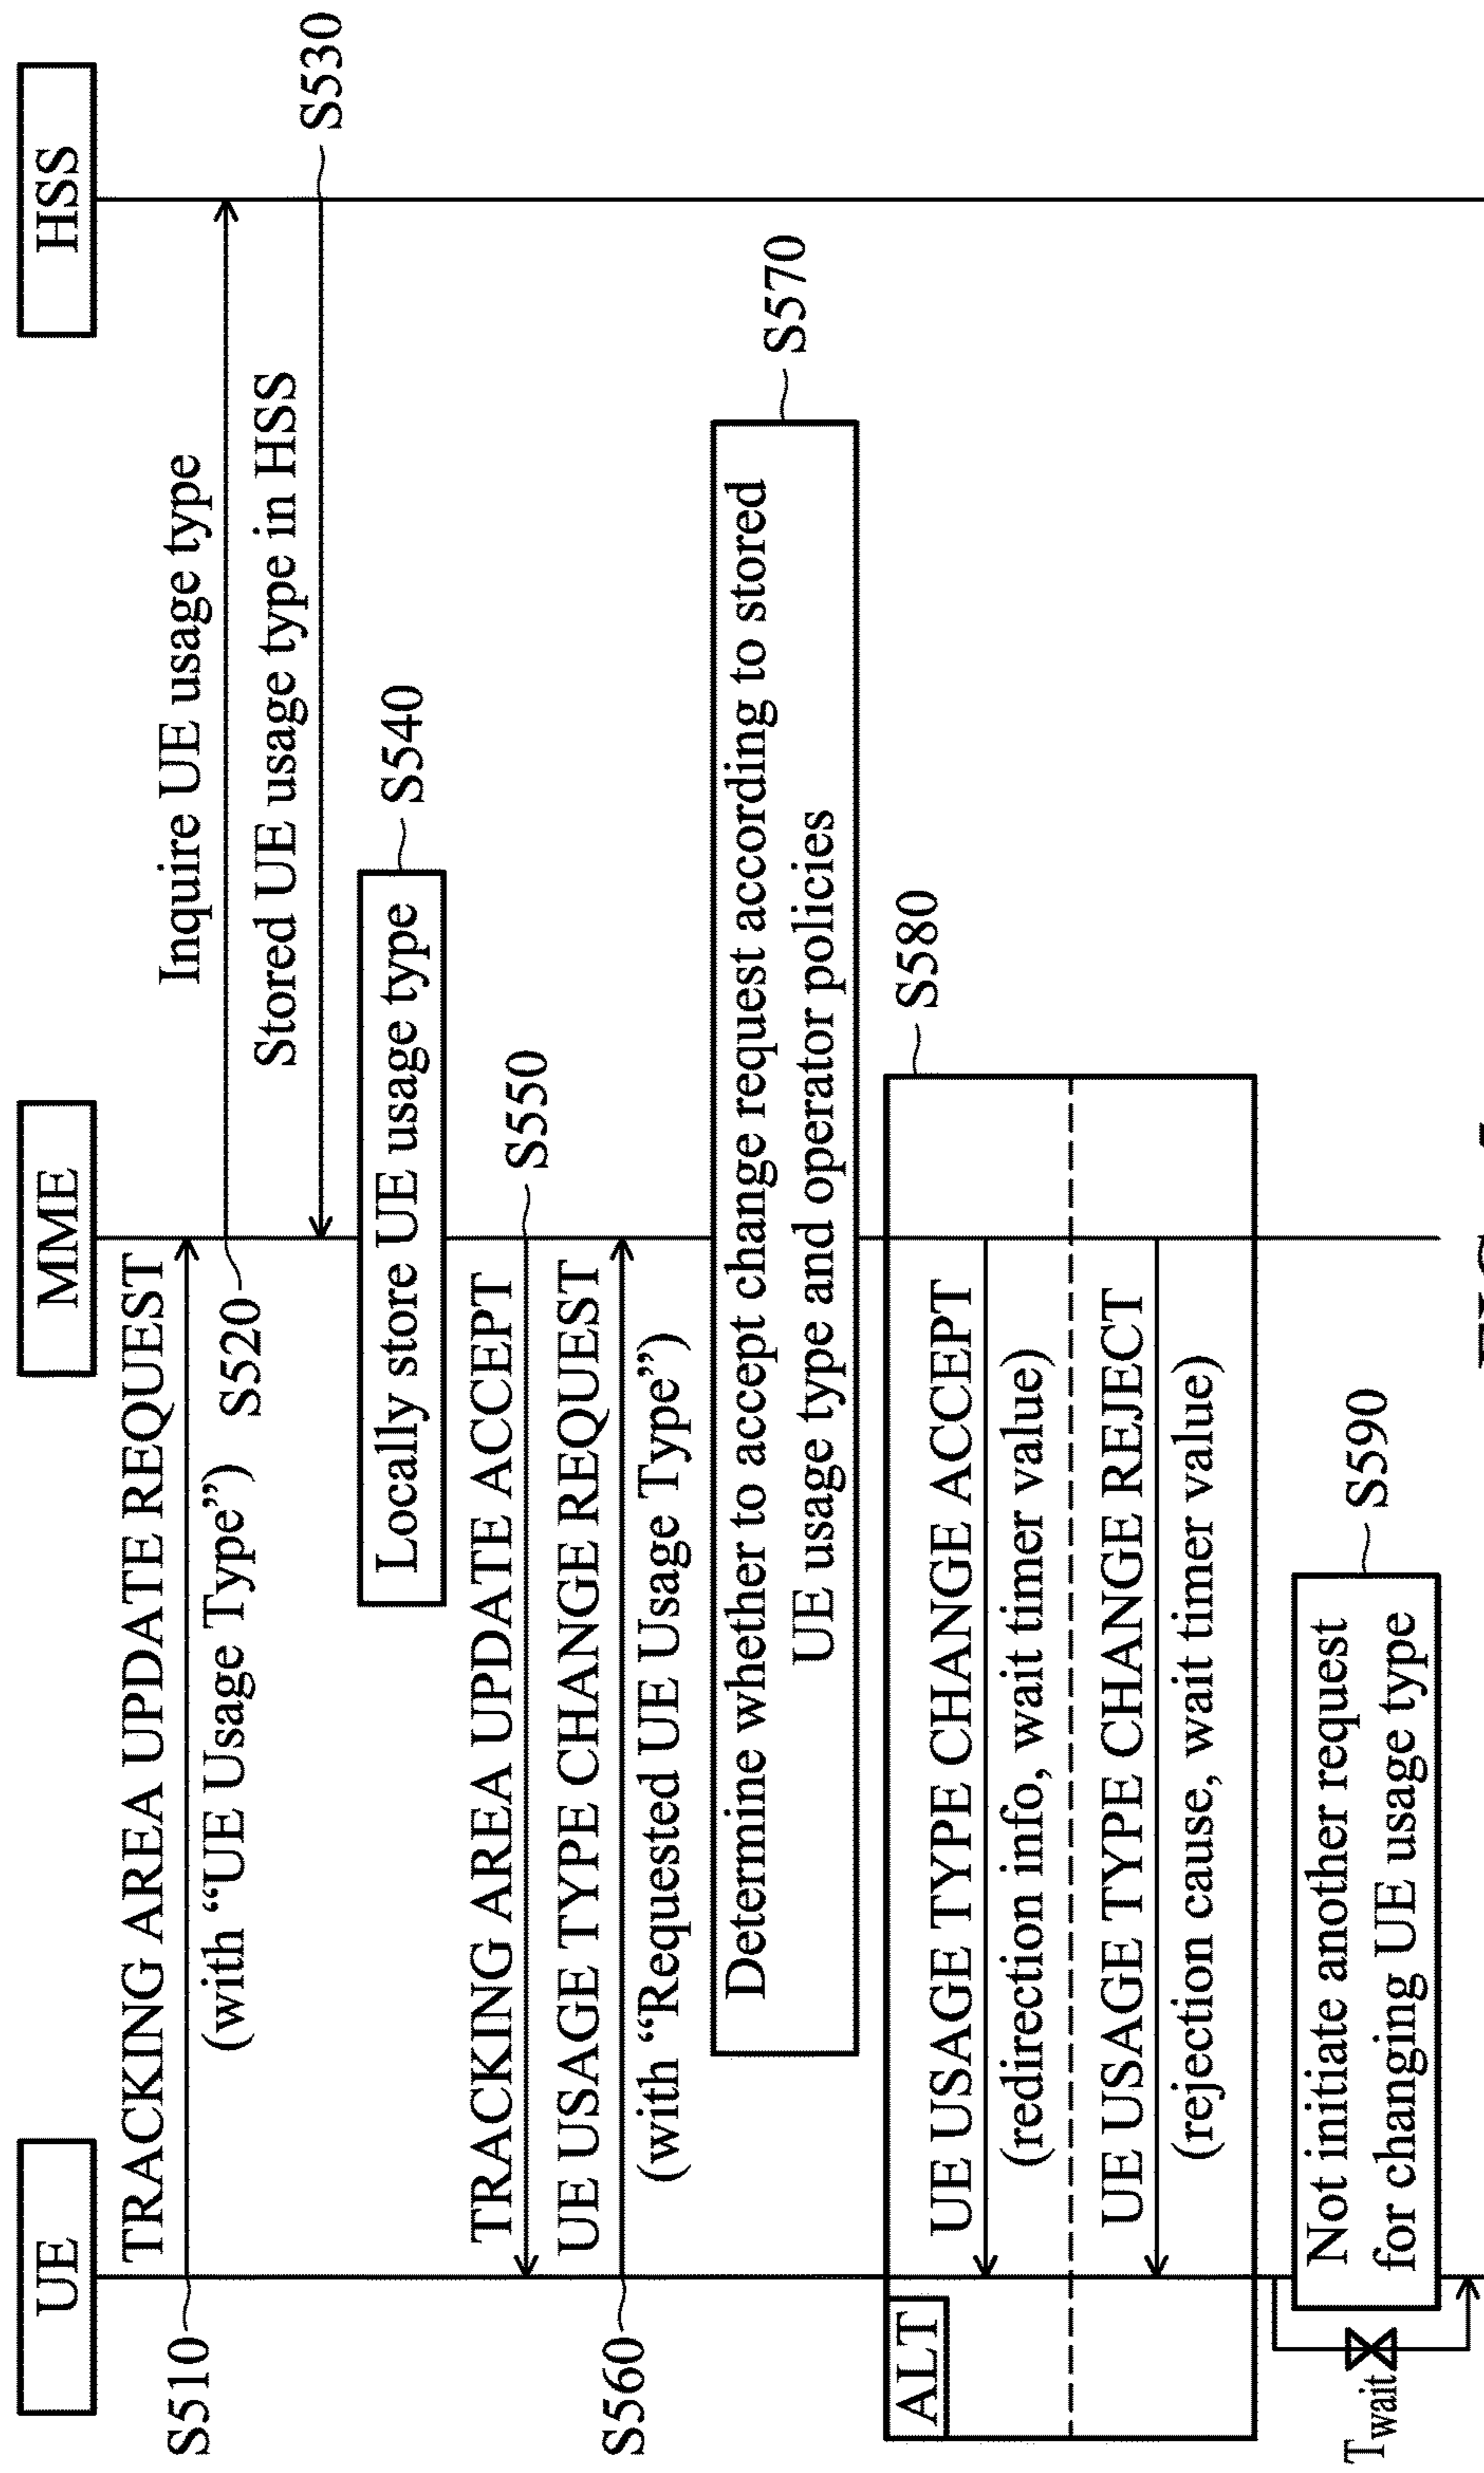 UE
MME
HSS
TRACKING AREA UPDATE REQUEST
S510
(with “UE Usage Type”)
S520
Inquire UE usage type
Stored UE usage type in HSS
S530
Locally store UE usage type
S540
TRACKING AREA UPDATE ACCEPT
S550
UE USAGE TYPE CHANGE REQUEST
S560
(with “Requested UE Usage Type”)
Determine whether to accept change request according to stored
UE usage type and operator policies
S570
ALT
S580
UE USAGE TYPE CHANGE ACCEPT
(redirection info, wait timer value)
UE USAGE TYPE CHANGE REJECT
(rejection cause, wait timer value)
Twait
Not initiate another request
for changing UE usage type
S590